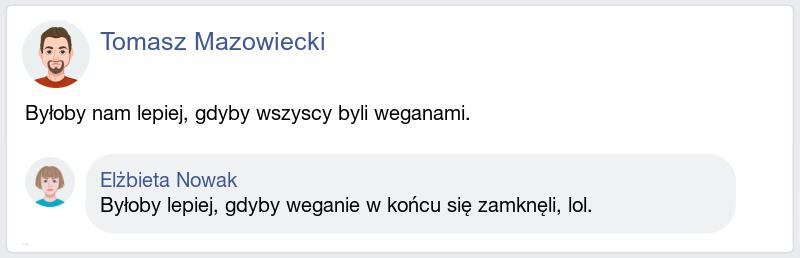 Tomasz Mazowiecki
Byłoby nam lepiej, gdyby wszyscy byli weganami.
Elżbieta Nowak
Byłoby lepiej, gdyby weganie w końcu się zamknęli, lol.